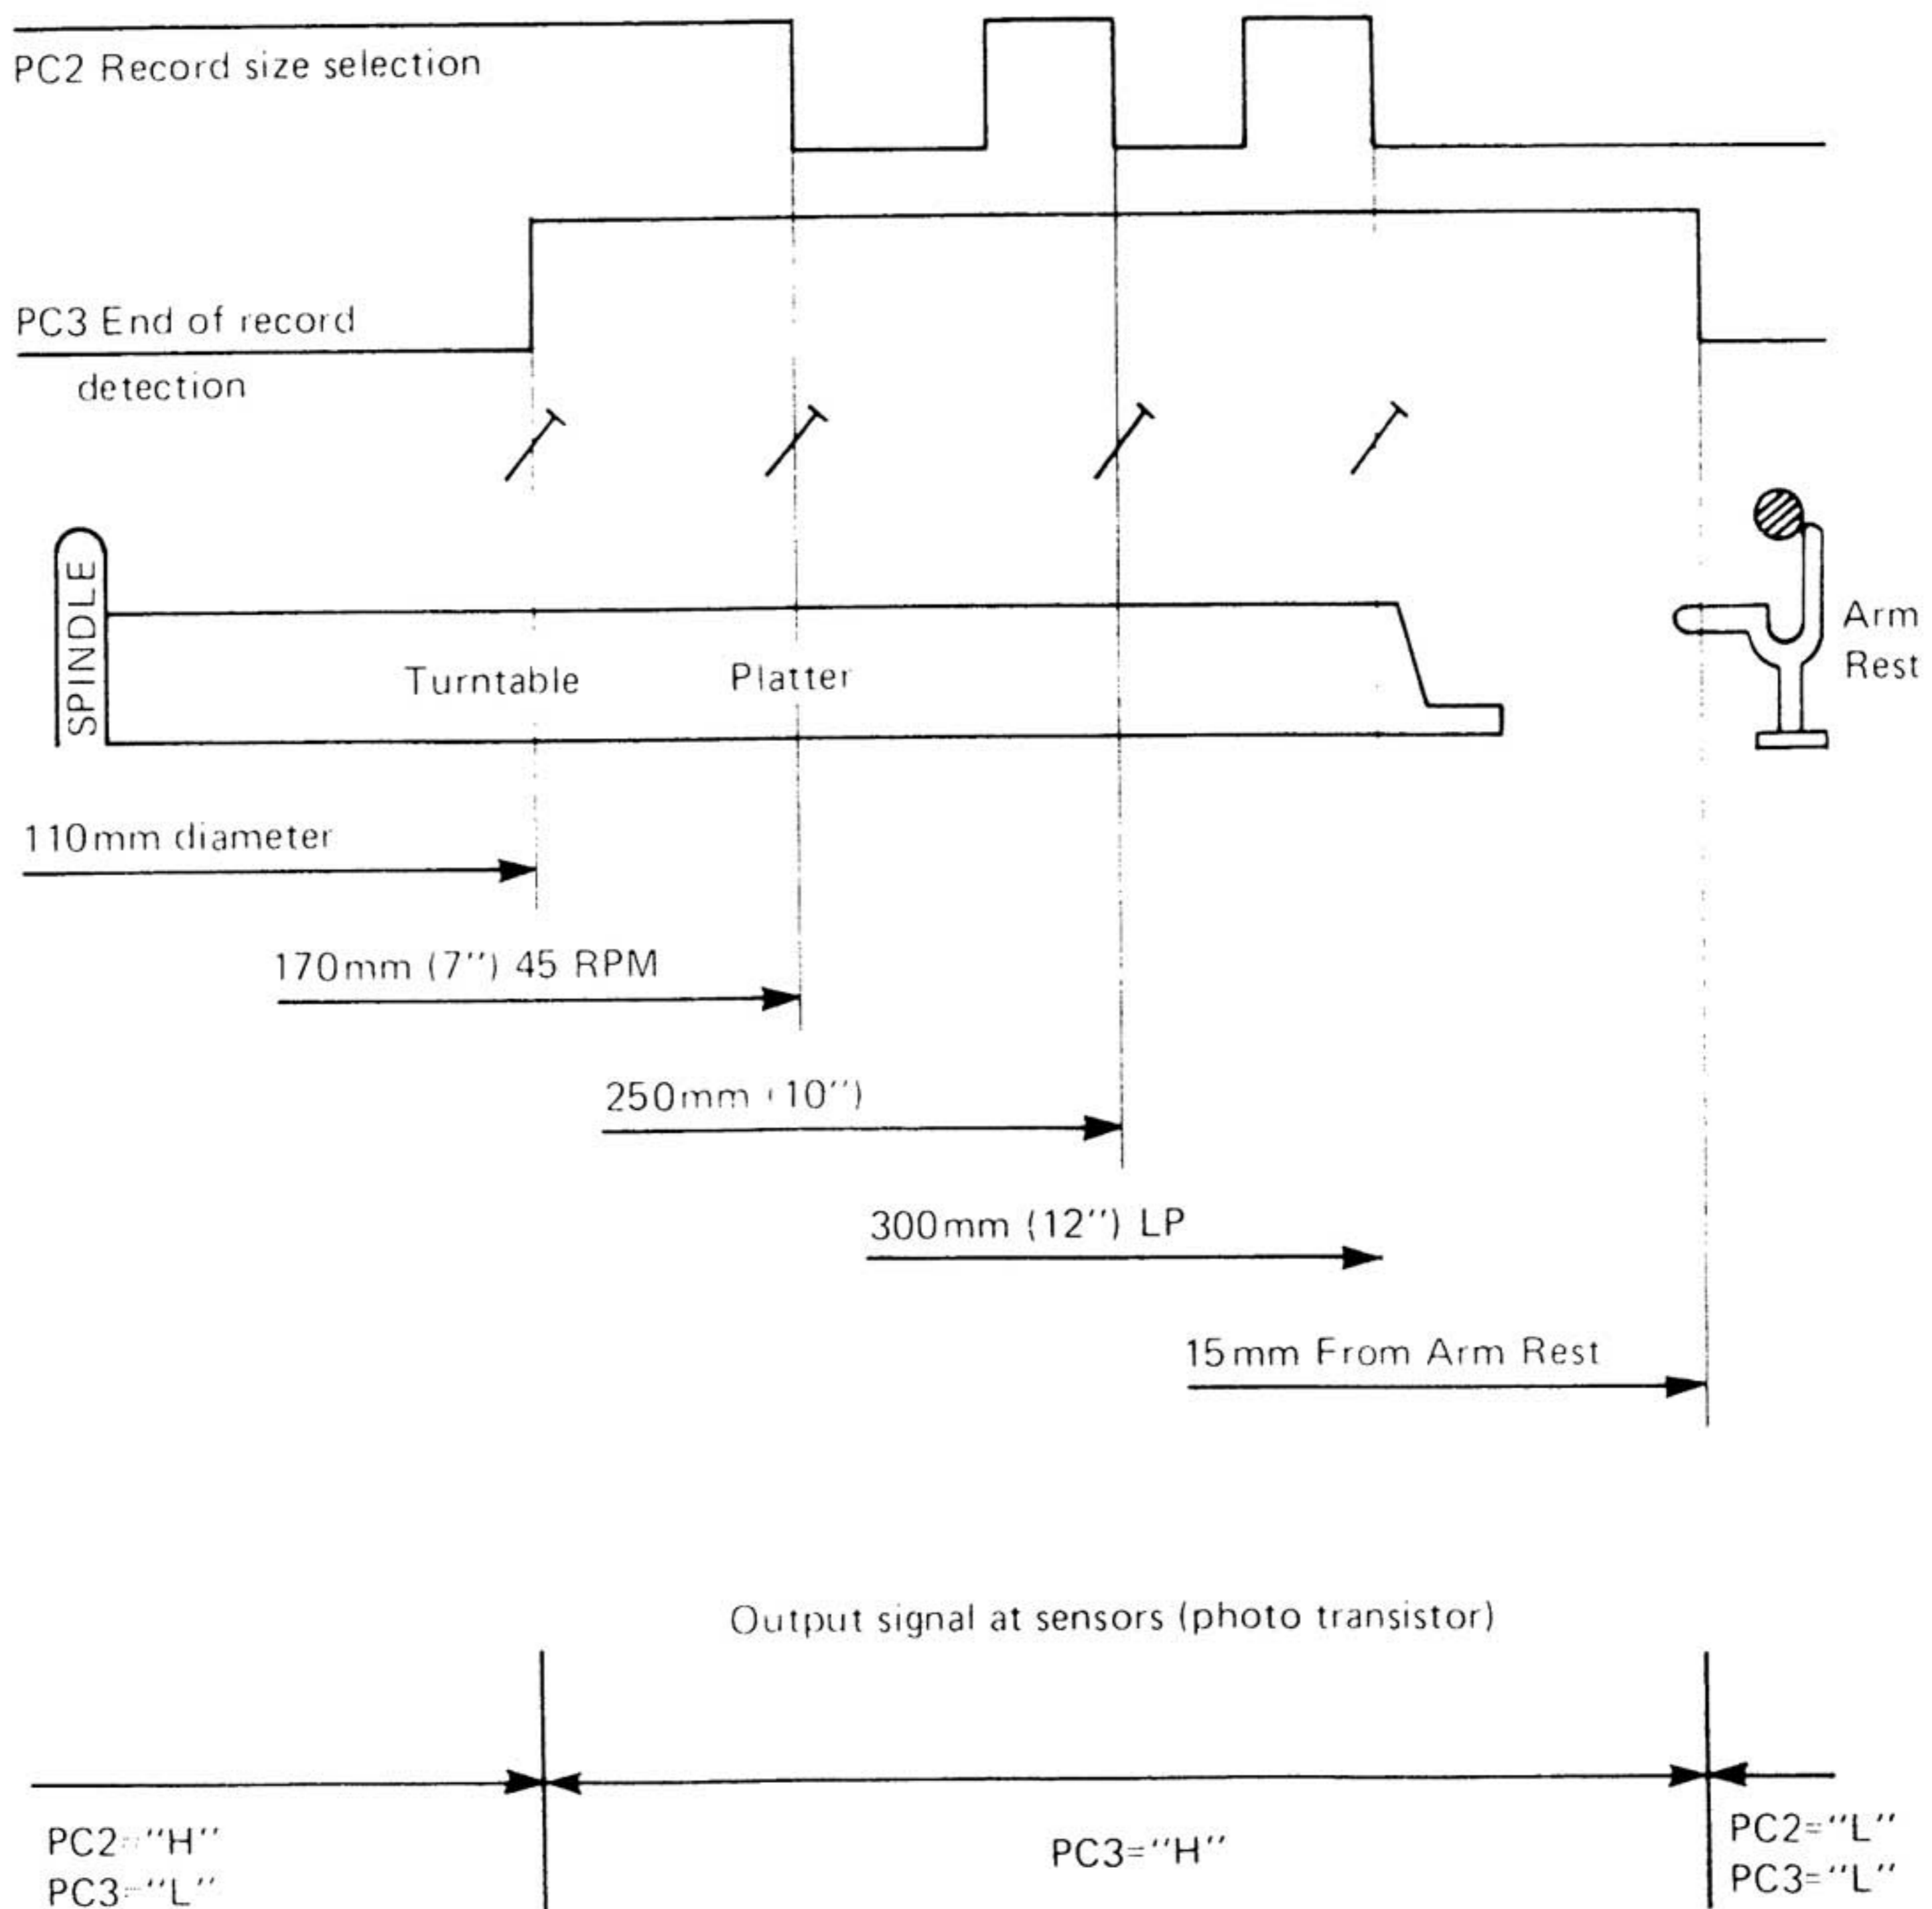 PC2 Record size selection
PC3 End of record
detection
SPINDLE
Turntable
Platter
Arm
Rest
110mm diameter
170mm (7") 45 RPM
250mm (10")
300mm (12") LP
15mm From Arm Rest
Output signal at sensors (photo transistor)
PC2="H"
PC3="L"
PC3="H"
PC2="L"
PC3="L"